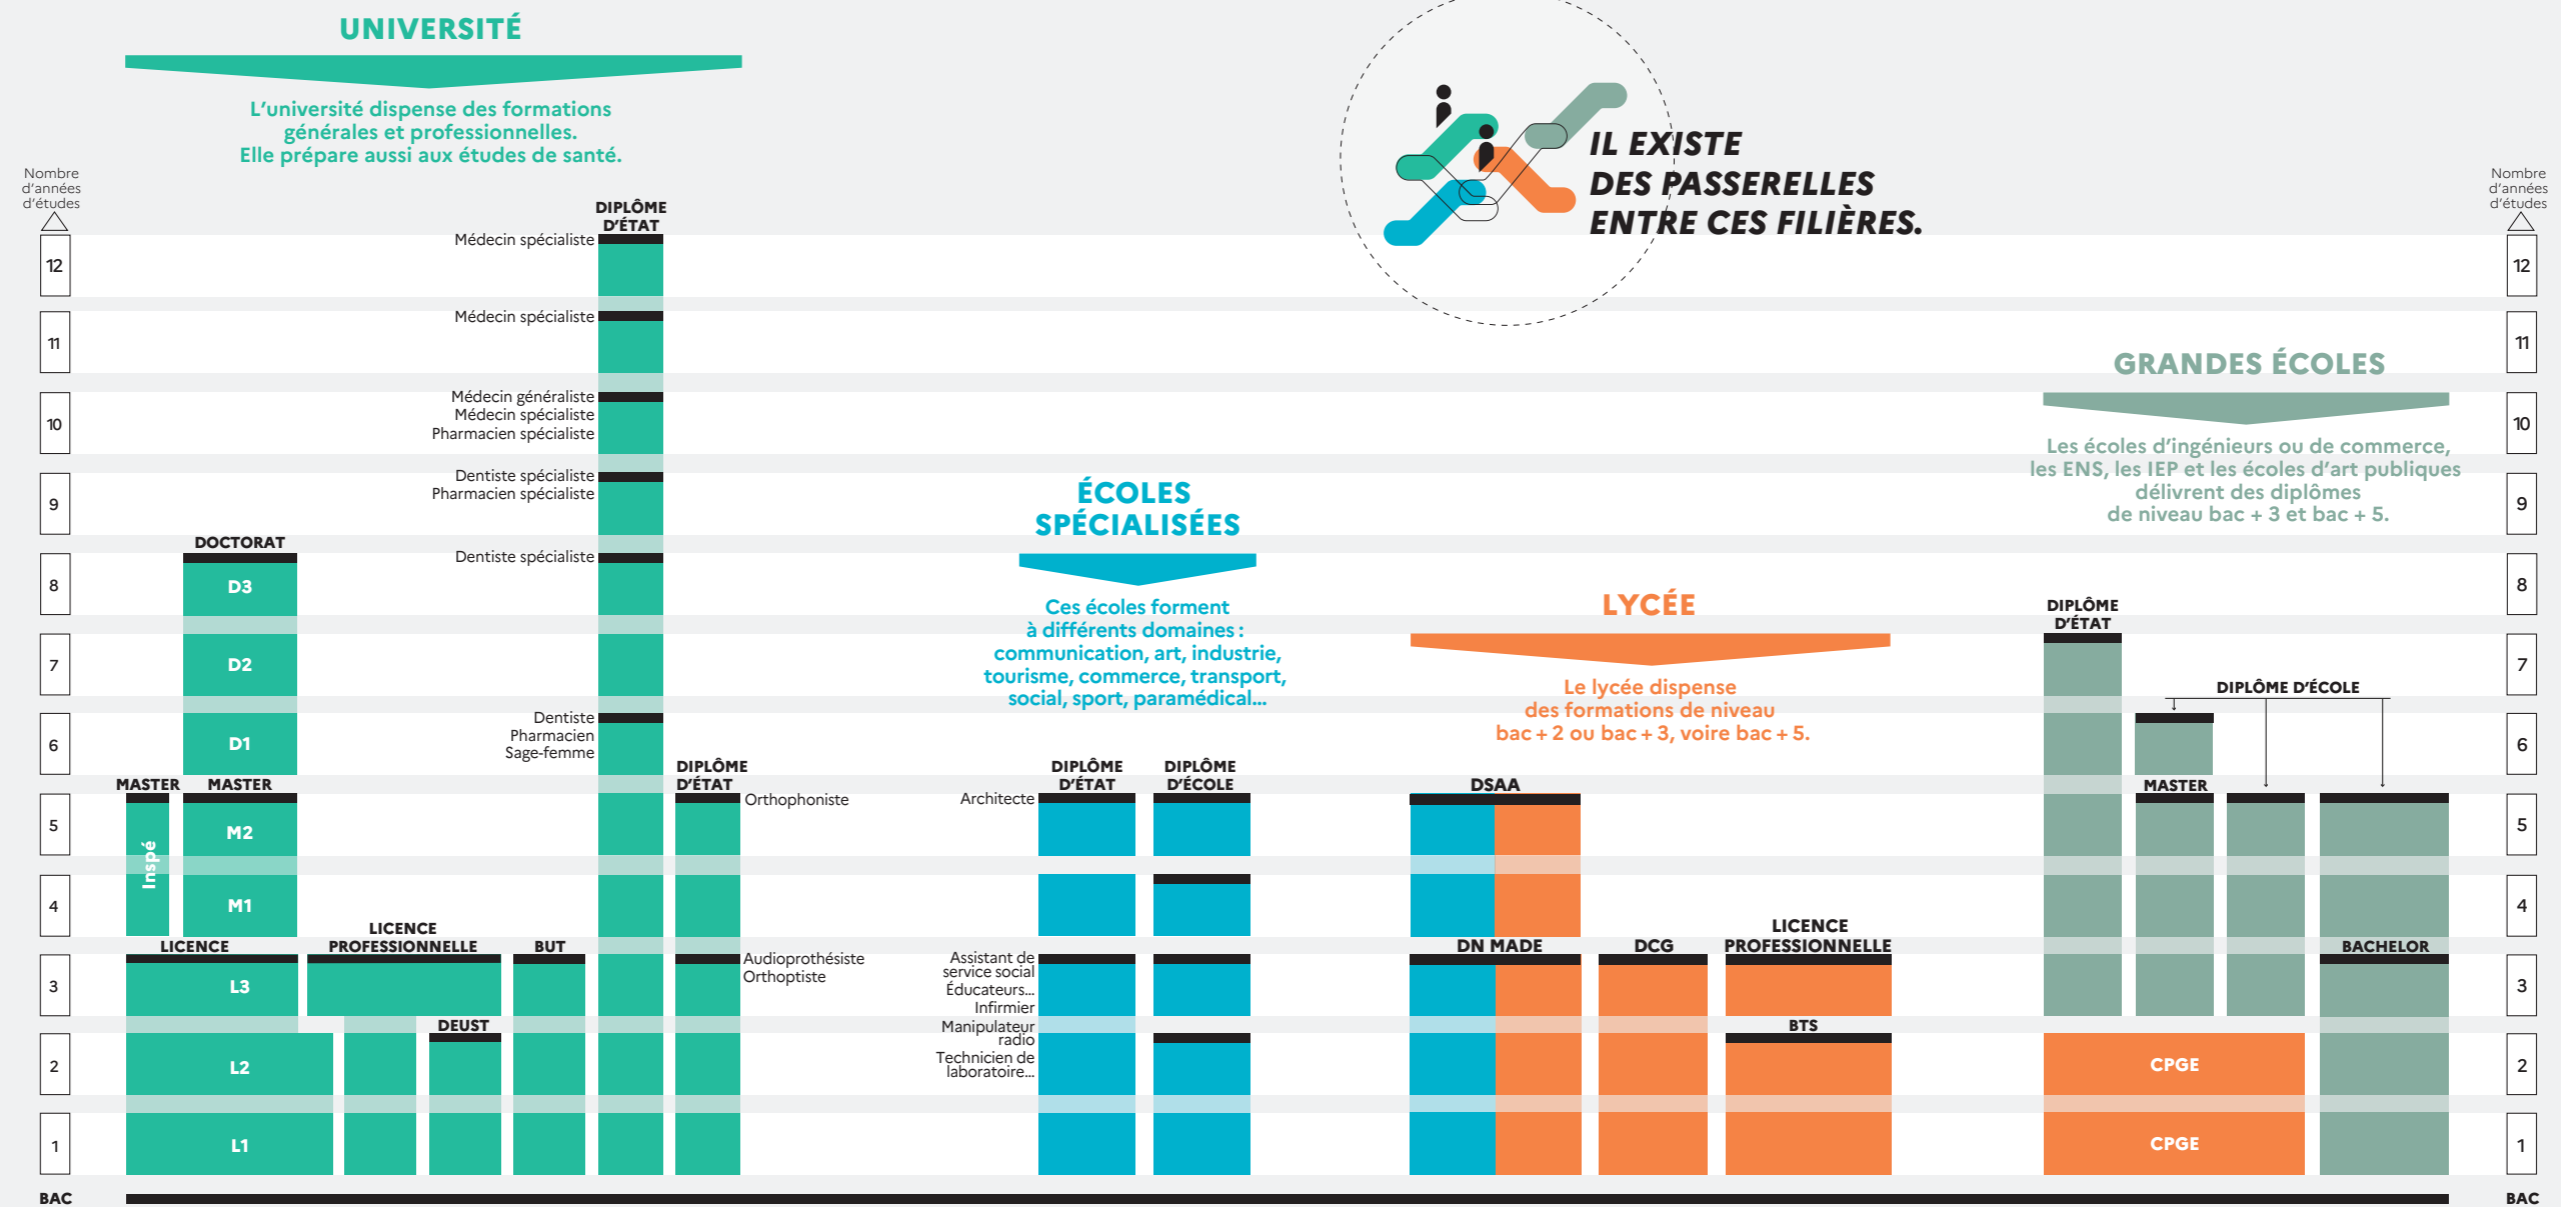 UNIVERSITÉ
L'université dispense des formations
générales et professionnelles.
Elle prépare aussi aux études de santé.
IL EXISTE
DES PASSERELLES
ENTRE CES FILIÈRES.
Nombre
d'années
d'études
Nombre
d'années
d'études
DIPLÔME
D'ÉTAT
12
Médecin spécialiste
12
11
Médecin spécialiste
11
GRANDES ÉCOLES
Les écoles d'ingénieurs ou de commerce,
les ENS, les IEP et les écoles d'art publiques
délivrent des diplômes
de niveau bac + 3 et bac + 5.
10
Médecin généraliste
Médecin spécialiste
Pharmacien spécialiste
10
9
Dentiste spécialiste
Pharmacien spécialiste
9
ÉCOLES
SPÉCIALISÉES
Ces écoles forment
à différents domaines :
communication, art, industrie,
tourisme, commerce, transport,
social, sport, paramédical...
LYCÉE
Le lycée dispense
des formations de niveau
bac + 2 ou bac + 3, voire bac + 5.
DOCTORAT
8
D3
Dentiste spécialiste
8
DIPLÔME
D'ÉTAT
7
D2
7
DIPLÔME D'ÉCOLE
6
D1
Dentiste
Pharmacien
Sage-femme
6
MASTER
MASTER
DIPLÔME
D'ÉTAT
DIPLÔME
D'ÉTAT
DIPLÔME
D'ÉCOLE
DSAA
MASTER
5
Inspé
M2
Orthophoniste
Architecte
5
4
M1
4
LICENCE
LICENCE
PROFESSIONNELLE
BUT
DN MADE
DCG
LICENCE
PROFESSIONNELLE
BACHELOR
3
L3
Audioprothésiste
Orthoptiste
Assistant de
service social
Éducateurs...
Infirmier
Manipulateur
radio
Technicien de
laboratoire...
3
DEUST
BTS
2
L2
CPGE
2
1
L1
CPGE
1
BAC
BAC